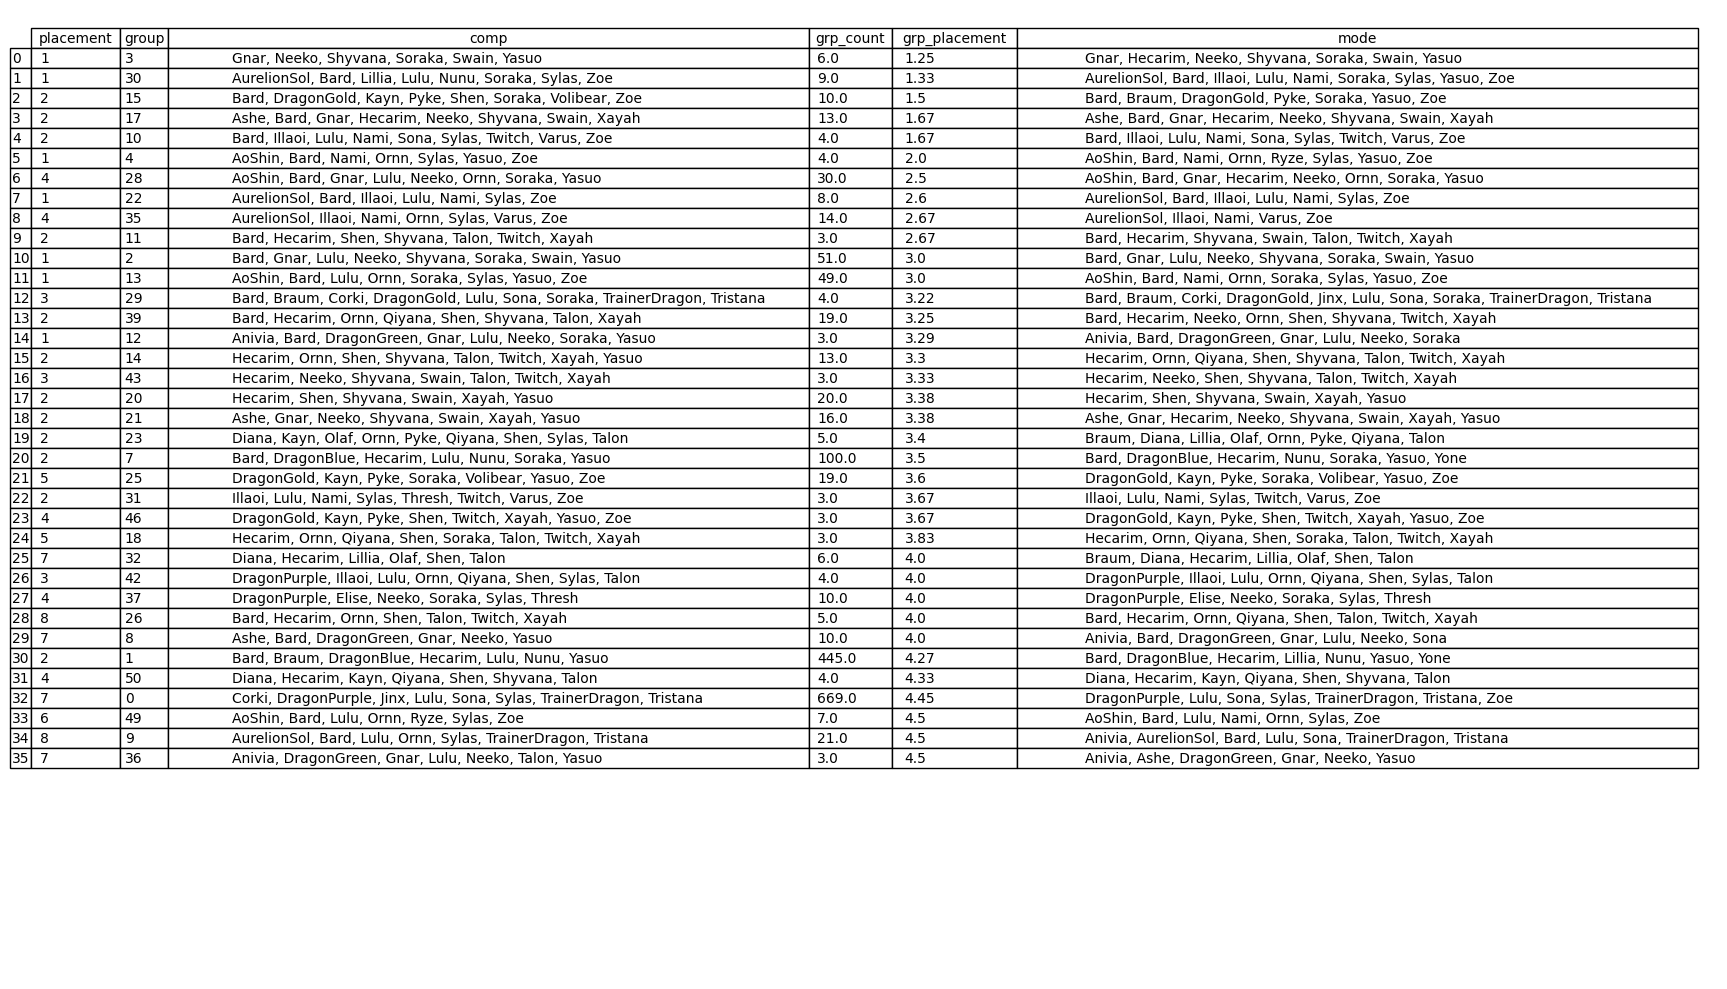 placement group comp grp_count grp_placement mode
0 1 3 Gnar, Neeko, Shyvana, Soraka, Swain, Yasuo 6.0 1.25 Gnar, Hecarim, Neeko, Shyvana, Soraka, Swain, Yasuo
1 1 30 AurelionSol, Bard, Lillia, Lulu, Nunu, Soraka, Sylas, Zoe 9.0 1.33 AurelionSol, Bard, Illaoi, Lulu, Nami, Soraka, Sylas, Yasuo, Zoe
2 2 15 Bard, DragonGold, Kayn, Pyke, Shen, Soraka, Volibear, Zoe 10.0 1.5 Bard, Braum, DragonGold, Pyke, Soraka, Yasuo, Zoe
3 2 17 Ashe, Bard, Gnar, Hecarim, Neeko, Shyvana, Swain, Xayah 13.0 1.67 Ashe, Bard, Gnar, Hecarim, Neeko, Shyvana, Swain, Xayah
4 2 10 Bard, Illaoi, Lulu, Nami, Sona, Sylas, Twitch, Varus, Zoe 4.0 1.67 Bard, Illaoi, Lulu, Nami, Sona, Sylas, Twitch, Varus, Zoe
5 1 4 AoShin, Bard, Nami, Ornn, Sylas, Yasuo, Zoe 4.0 2.0 AoShin, Bard, Nami, Ornn, Ryze, Sylas, Yasuo, Zoe
6 4 28 AoShin, Bard, Gnar, Lulu, Neeko, Ornn, Soraka, Yasuo 30.0 2.5 AoShin, Bard, Gnar, Hecarim, Neeko, Ornn, Soraka, Yasuo
7 1 22 AurelionSol, Bard, Illaoi, Lulu, Nami, Sylas, Zoe 8.0 2.6 AurelionSol, Bard, Illaoi, Lulu, Nami, Sylas, Zoe
8 4 35 AurelionSol, Illaoi, Nami, Ornn, Sylas, Varus, Zoe 14.0 2.67 AurelionSol, Illaoi, Nami, Varus, Zoe
9 2 11 Bard, Hecarim, Shen, Shyvana, Talon, Twitch, Xayah 3.0 2.67 Bard, Hecarim, Shyvana, Swain, Talon, Twitch, Xayah
10 1 2 Bard, Gnar, Lulu, Neeko, Shyvana, Soraka, Swain, Yasuo 51.0 3.0 Bard, Gnar, Lulu, Neeko, Shyvana, Soraka, Swain, Yasuo
11 1 13 AoShin, Bard, Lulu, Ornn, Soraka, Sylas, Yasuo, Zoe 49.0 3.0 AoShin, Bard, Nami, Ornn, Soraka, Sylas, Yasuo, Zoe
12 3 29 Bard, Braum, Corki, DragonGold, Lulu, Sona, Soraka, TrainerDragon, Tristana 4.0 3.22 Bard, Braum, Corki, DragonGold, Jinx, Lulu, Sona, Soraka, TrainerDragon, Tristana
13 2 39 Bard, Hecarim, Ornn, Qiyana, Shen, Shyvana, Talon, Xayah 19.0 3.25 Bard, Hecarim, Neeko, Ornn, Shen, Shyvana, Twitch, Xayah
14 1 12 Anivia, Bard, DragonGreen, Gnar, Lulu, Neeko, Soraka, Yasuo 3.0 3.29 Anivia, Bard, DragonGreen, Gnar, Lulu, Neeko, Soraka
15 2 14 Hecarim, Ornn, Shen, Shyvana, Talon, Twitch, Xayah, Yasuo 13.0 3.3 Hecarim, Ornn, Qiyana, Shen, Shyvana, Talon, Twitch, Xayah
16 3 43 Hecarim, Neeko, Shyvana, Swain, Talon, Twitch, Xayah 3.0 3.33 Hecarim, Neeko, Shen, Shyvana, Talon, Twitch, Xayah
17 2 20 Hecarim, Shen, Shyvana, Swain, Xayah, Yasuo 20.0 3.38 Hecarim, Shen, Shyvana, Swain, Xayah, Yasuo
18 2 21 Ashe, Gnar, Neeko, Shyvana, Swain, Xayah, Yasuo 16.0 3.38 Ashe, Gnar, Hecarim, Neeko, Shyvana, Swain, Xayah, Yasuo
19 2 23 Diana, Kayn, Olaf, Ornn, Pyke, Qiyana, Shen, Sylas, Talon 5.0 3.4 Braum, Diana, Lillia, Olaf, Ornn, Pyke, Qiyana, Talon
20 2 7 Bard, DragonBlue, Hecarim, Lulu, Nunu, Soraka, Yasuo 100.0 3.5 Bard, DragonBlue, Hecarim, Nunu, Soraka, Yasuo, Yone
21 5 25 DragonGold, Kayn, Pyke, Soraka, Volibear, Yasuo, Zoe 19.0 3.6 DragonGold, Kayn, Pyke, Soraka, Volibear, Yasuo, Zoe
22 2 31 Illaoi, Lulu, Nami, Sylas, Thresh, Twitch, Varus, Zoe 3.0 3.67 Illaoi, Lulu, Nami, Sylas, Twitch, Varus, Zoe
23 4 46 DragonGold, Kayn, Pyke, Shen, Twitch, Xayah, Yasuo, Zoe 3.0 3.67 DragonGold, Kayn, Pyke, Shen, Twitch, Xayah, Yasuo, Zoe
24 5 18 Hecarim, Ornn, Qiyana, Shen, Soraka, Talon, Twitch, Xayah 3.0 3.83 Hecarim, Ornn, Qiyana, Shen, Soraka, Talon, Twitch, Xayah
25 7 32 Diana, Hecarim, Lillia, Olaf, Shen, Talon 6.0 4.0 Braum, Diana, Hecarim, Lillia, Olaf, Shen, Talon
26 3 42 DragonPurple, Illaoi, Lulu, Ornn, Qiyana, Shen, Sylas, Talon 4.0 4.0 DragonPurple, Illaoi, Lulu, Ornn, Qiyana, Shen, Sylas, Talon
27 4 37 DragonPurple, Elise, Neeko, Soraka, Sylas, Thresh 10.0 4.0 DragonPurple, Elise, Neeko, Soraka, Sylas, Thresh
28 8 26 Bard, Hecarim, Ornn, Shen, Talon, Twitch, Xayah 5.0 4.0 Bard, Hecarim, Ornn, Qiyana, Shen, Talon, Twitch, Xayah
29 7 8 Ashe, Bard, DragonGreen, Gnar, Neeko, Yasuo 10.0 4.0 Anivia, Bard, DragonGreen, Gnar, Lulu, Neeko, Sona
30 2 1 Bard, Braum, DragonBlue, Hecarim, Lulu, Nunu, Yasuo 445.0 4.27 Bard, DragonBlue, Hecarim, Lillia, Nunu, Yasuo, Yone
31 4 50 Diana, Hecarim, Kayn, Qiyana, Shen, Shyvana, Talon 4.0 4.33 Diana, Hecarim, Kayn, Qiyana, Shen, Shyvana, Talon
32 7 0 Corki, DragonPurple, Jinx, Lulu, Sona, Sylas, TrainerDragon, Tristana 669.0 4.45 DragonPurple, Lulu, Sona, Sylas, TrainerDragon, Tristana, Zoe
33 6 49 AoShin, Bard, Lulu, Ornn, Ryze, Sylas, Zoe 7.0 4.5 AoShin, Bard, Lulu, Nami, Ornn, Sylas, Zoe
34 8 9 AurelionSol, Bard, Lulu, Ornn, Sylas, TrainerDragon, Tristana 21.0 4.5 Anivia, AurelionSol, Bard, Lulu, Sona, TrainerDragon, Tristana
35 7 36 Anivia, DragonGreen, Gnar, Lulu, Neeko, Talon, Yasuo 3.0 4.5 Anivia, Ashe, DragonGreen, Gnar, Neeko, Yasuo